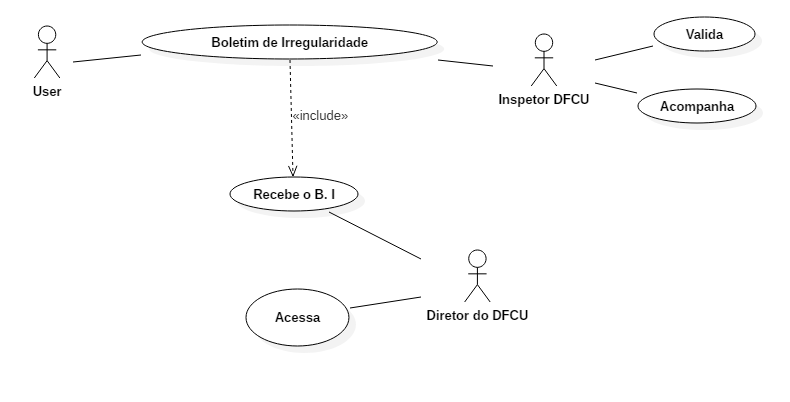 Boletim de Irregularidade
Valida
User
Inspetor DFCU
Acompanha
«include»
Recebe o B. I
Acessa
Diretor do DFCU